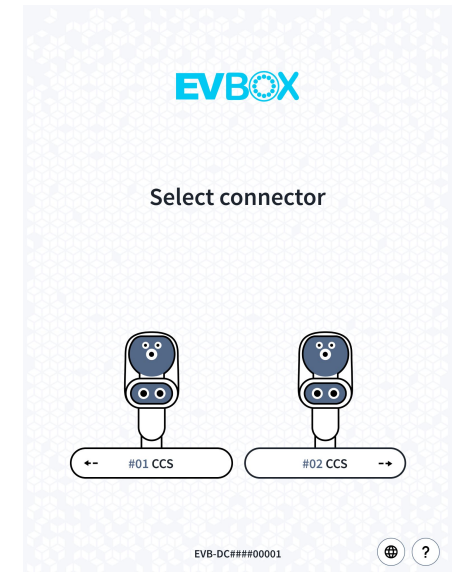 EVBOX
Select connector
#01 CCS
#02 CCS
EVB-DC####00001
?